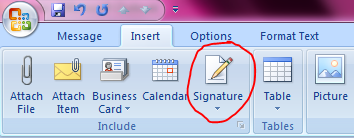 Message Insert Options Format Text
Attach File
Attach Item
Business Card
Calendar
Signature
Table
Picture
Include Tables